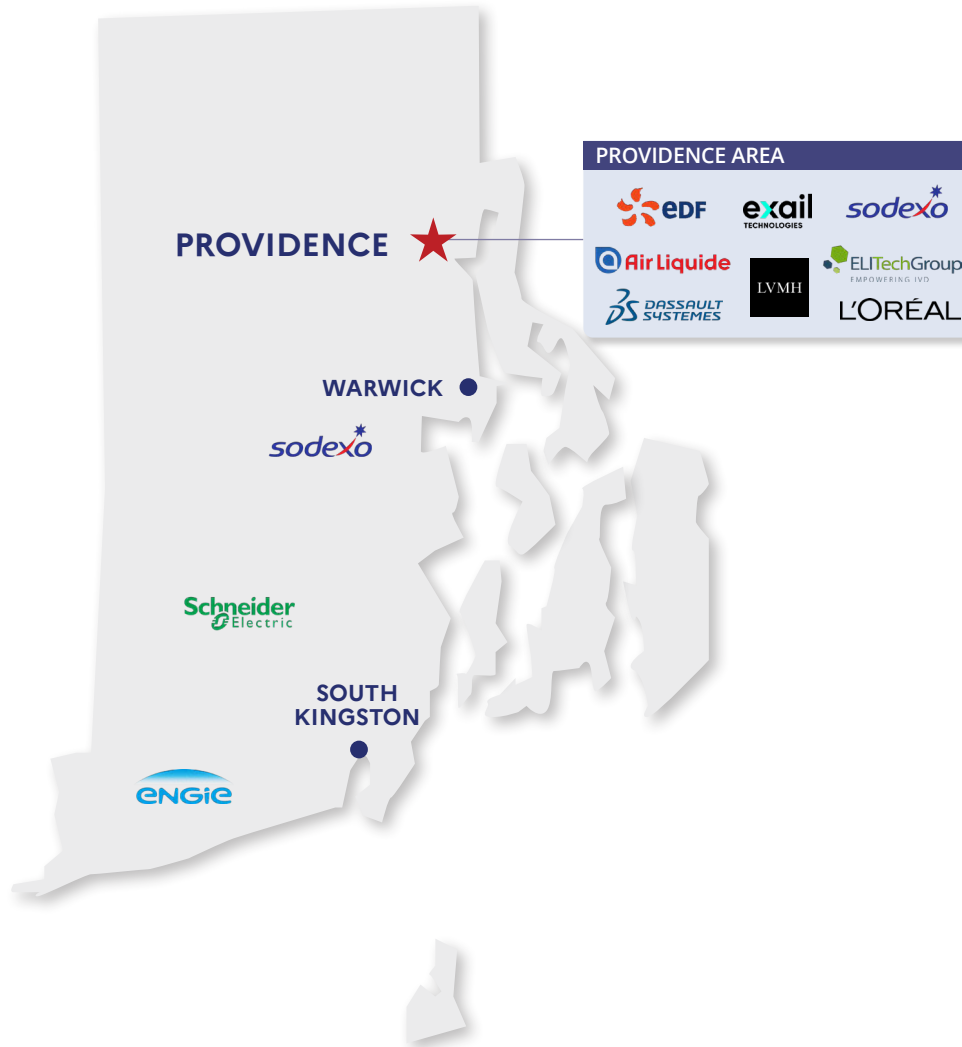 PROVIDENCE AREA
eDF
exail
TECHNOLOGIES
sodexo
PROVIDENCE
Air Liquide
LVMH
ELITechGroup
EMPOWERING IVD
DASSAULT
SYSTEMES
L'ORÉAL
WARWICK
sodexo
Schneider
Electric
SOUTH
KINGSTON
eNGie